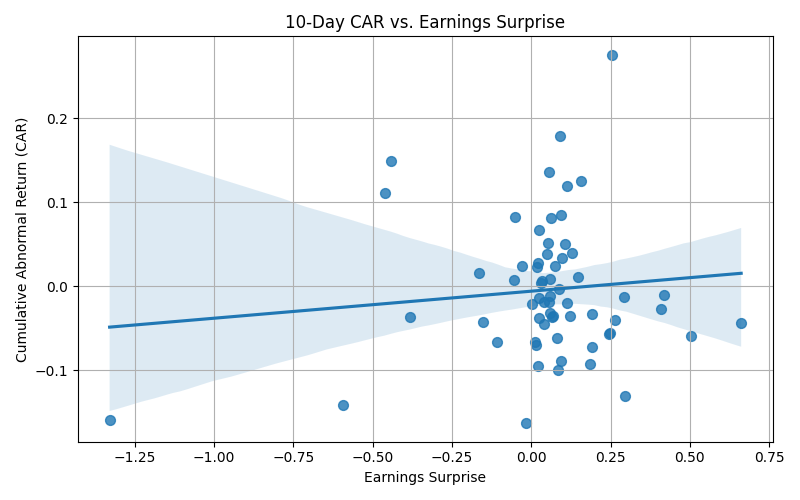 10-Day CAR vs. Earnings Surprise
Cumulative Abnormal Return (CAR)
0.2
0.1
0.0
−0.1
−1.25 −1.00 −0.75 −0.50 −0.25 0.00 0.25 0.50 0.75
Earnings Surprise